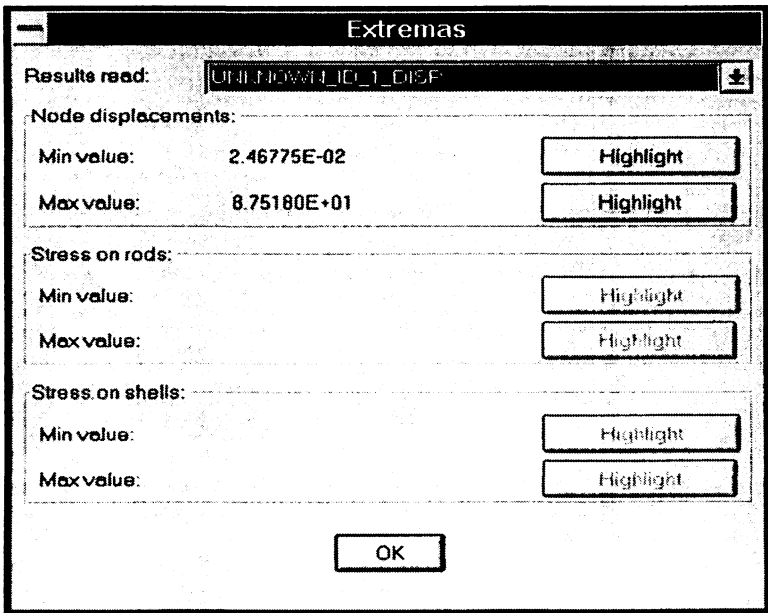 Extremas
Results read: UNKNOWN_ID_1_DISP
Node displacements:
Min value: 2.46775E-02 Highlight
Max value: 8.75180E+01 Highlight
Stress on rods:
Min value: Highlight
Max value: Highlight
Stress on shells:
Min value: Highlight
Max value: Highlight
OK